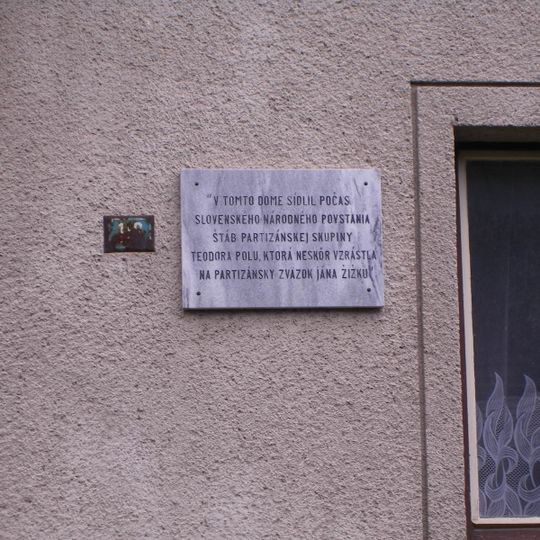 "V TOMTO DOME SÍDLIL POČAS
SLOVENSKÉHO NÁRODNÉHO POVSTANIA
ŠTÁB PARTIZÁNSKEJ SKUPINY
TEODORA POLU, KTORÁ NESKÔR VZRÁSTLA
NA PARTIZÁNSKY ZVÄZOK JÁNA ŽIŽKU"